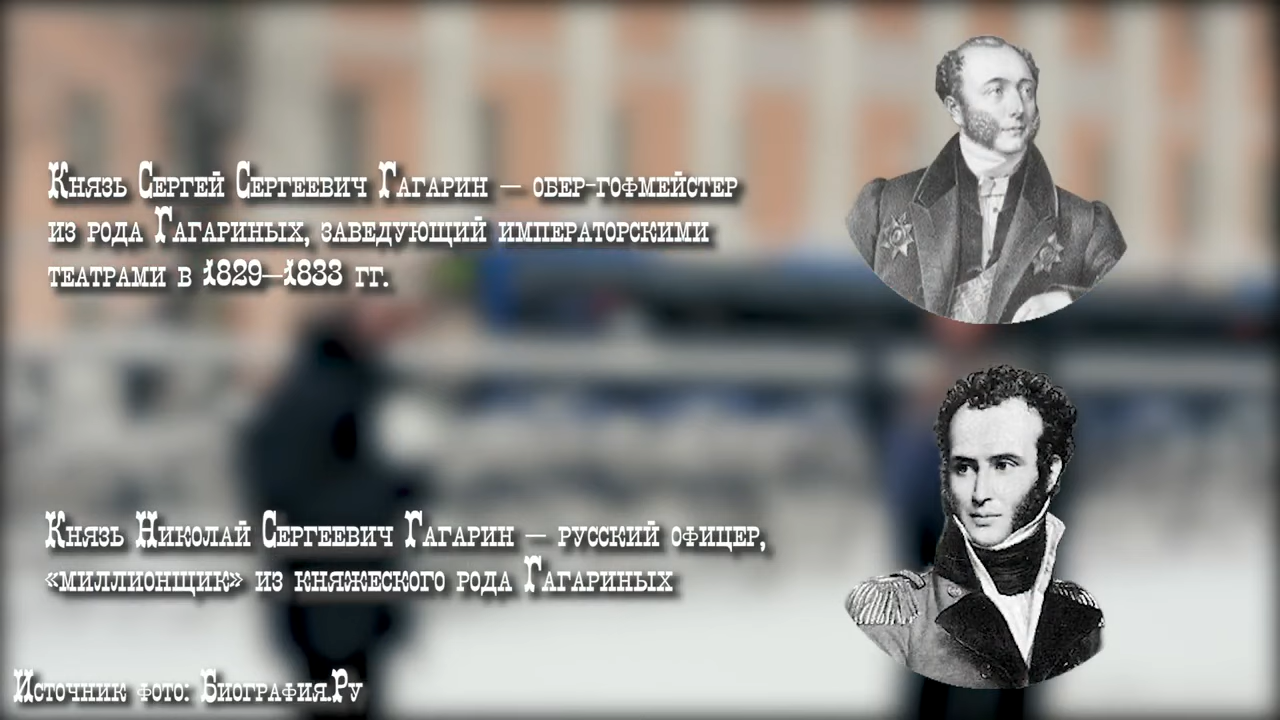 Князь Сергей Сергеевич Гагарин — обер-гофмейстер
из рода Гагариных, заведующий императорскими
театрами в 1829—1833 гг.
Князь Николай Сергеевич Гагарин — русский офицер,
«миллионщик» из княжеского рода Гагариных
Источник фото: Биография.Ру